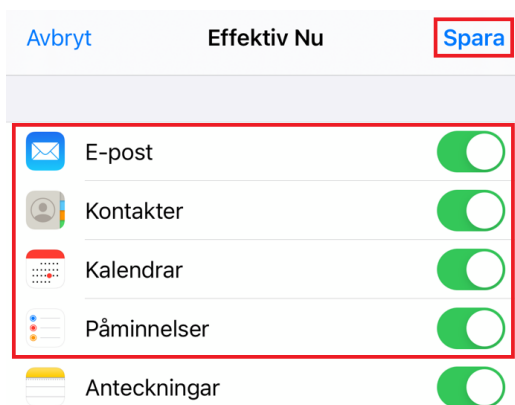 Avbryt Effektiv Nu Spara
E-post
Kontakter
Kalendrar
Påminnelser
Anteckningar